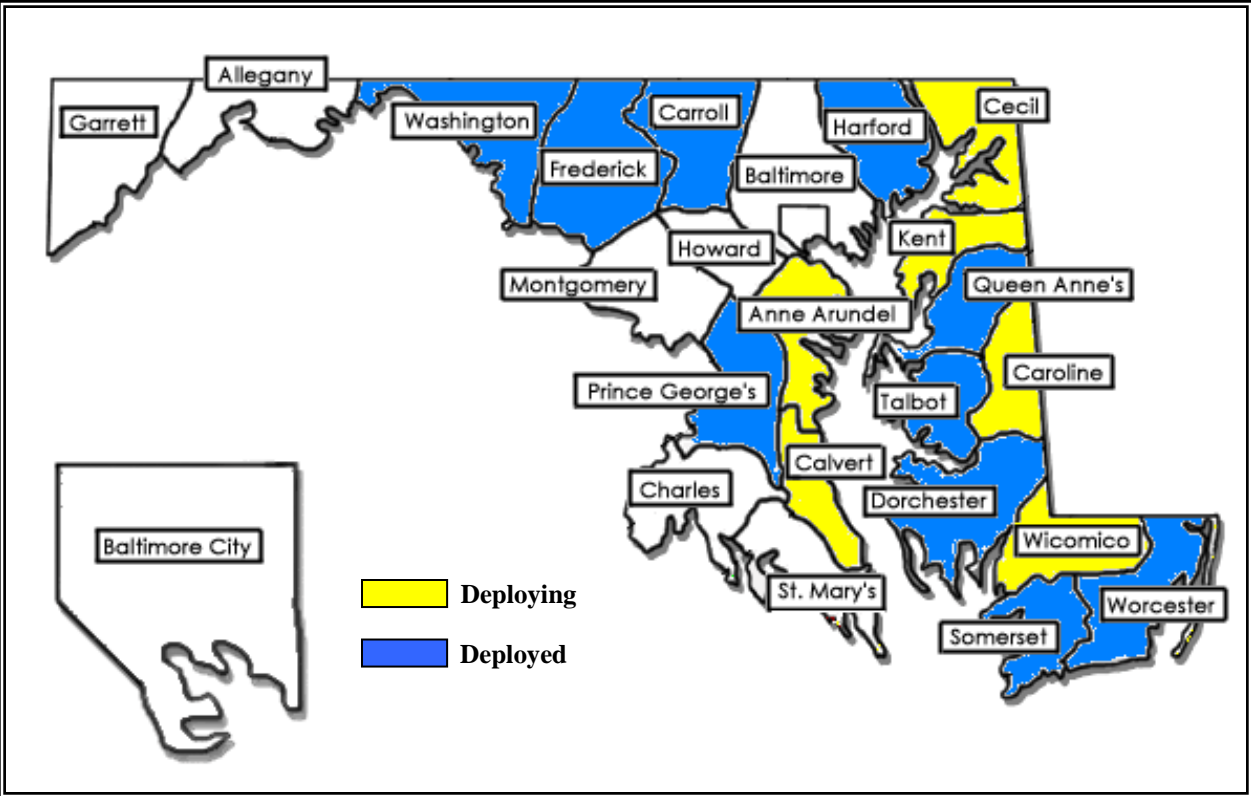 Allegany
Garrett
Washington
Carroll
Harford
Cecil
Frederick
Baltimore
Howard
Kent
Montgomery
Queen Anne's
Anne Arundel
Prince George's
Caroline
Talbot
Calvert
Charles
Dorchester
Baltimore City
Wicomico
St. Mary's
Worcester
Somerset
Deploying
Deployed